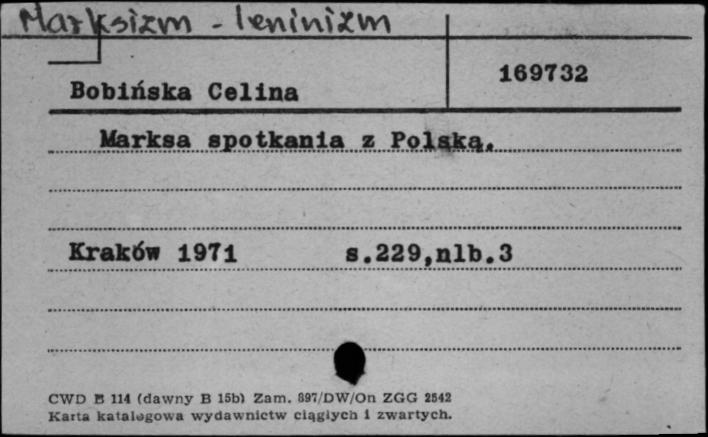 Marksizm - leninizm
169732
Bobińska Celina
Marksa spotkania z Polską.
Kraków 1971 s.229,nlb.3
CWD B 114 (dawny B 15b) Zam. 897/DW/On ZGG 2542
Karta katalogowa wydawnictw ciągłych i zwartych.